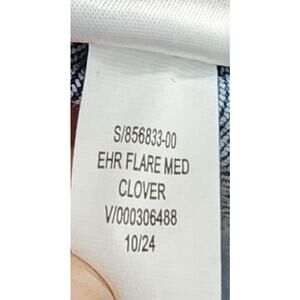 S/856833-00
EHR FLARE MED
CLOVER
V/000306488
10/24